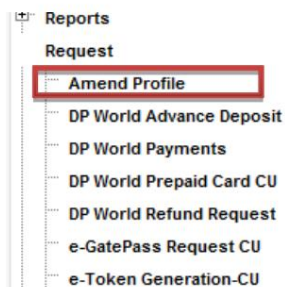 Reports
Request
Amend Profile
DP World Advance Deposit
DP World Payments
DP World Prepaid Card CU
DP World Refund Request
e-GatePass Request CU
e-Token Generation-CU